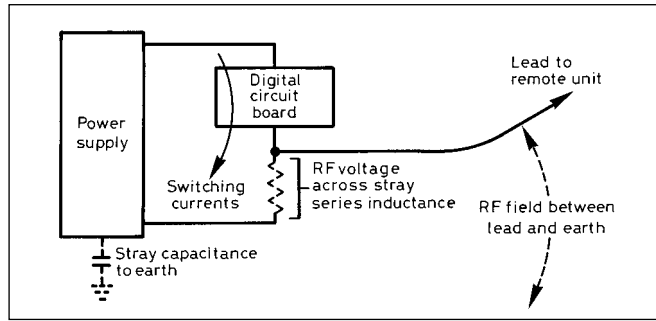 Power
supply
Digital
circuit
board
Lead to
remote unit
Switching
currents
RF voltage
across stray
series inductance
RF field between
lead and earth
Stray capacitance
to earth